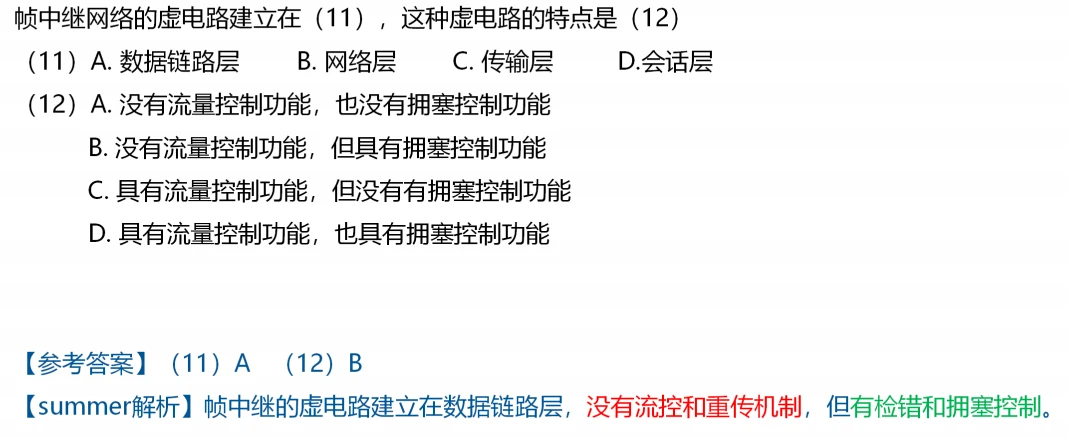 帧中继网络的虚电路建立在（11），这种虚电路的特点是（12）
（11）A. 数据链路层 B. 网络层 C. 传输层 D.会话层
（12）A. 没有流量控制功能，也没有拥塞控制功能
B. 没有流量控制功能，但具有拥塞控制功能
C. 具有流量控制功能，但没有有拥塞控制功能
D. 具有流量控制功能，也具有拥塞控制功能
【参考答案】（11）A （12）B
【summer解析】帧中继的虚电路建立在数据链路层，没有流控和重传机制，但有检错和拥塞控制。